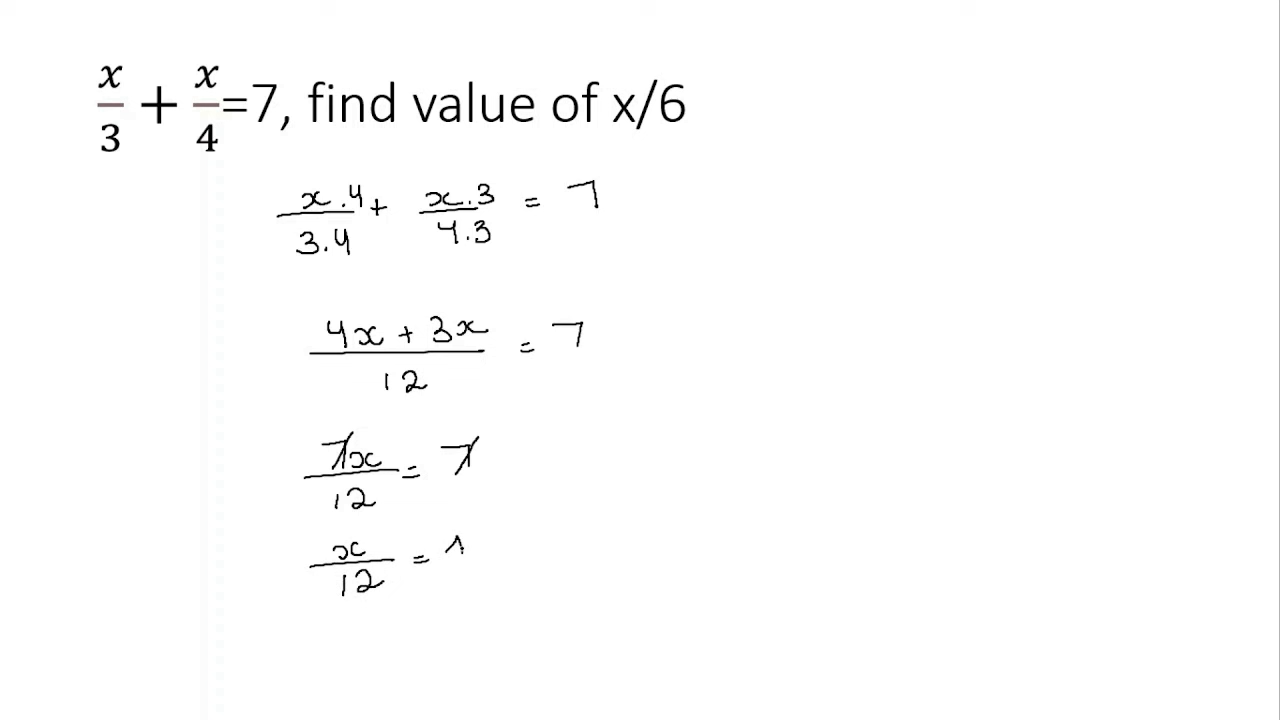 x/3 + x/4=7, find value of x/6
x.4/3.4 + x.3/4.3 = 7
4x + 3x/12 = 7
7x/12 = 7
x/12 = 1